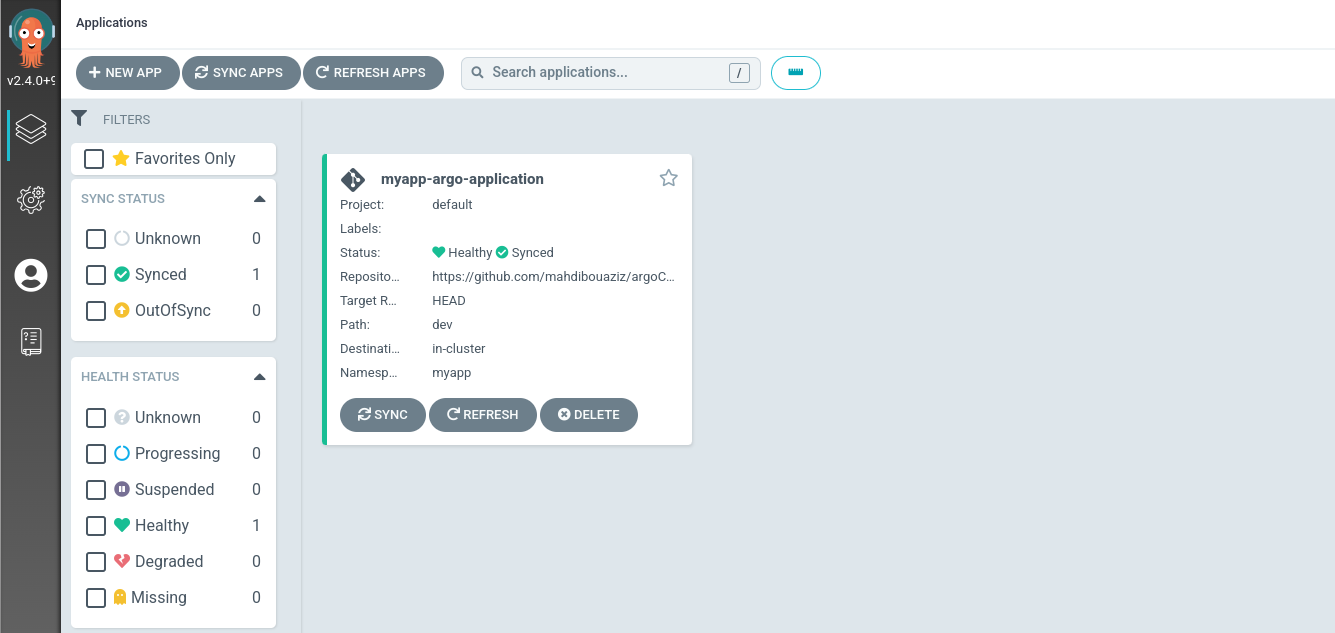 Applications
v2.4.0+9
NEW APP
SYNC APPS
REFRESH APPS
Search applications...
/
FILTERS
Favorites Only
SYNC STATUS
Unknown 0
Synced 1
OutOfSync 0
HEALTH STATUS
Unknown 0
Progressing 0
Suspended 0
Healthy 1
Degraded 0
Missing 0
myapp-argo-application
Project: default
Labels:
Status: Healthy Synced
Reposito... https://github.com/mahdibouaziz/argoC...
Target R... HEAD
Path: dev
Destinati... in-cluster
Namesp... myapp
SYNC
REFRESH
DELETE